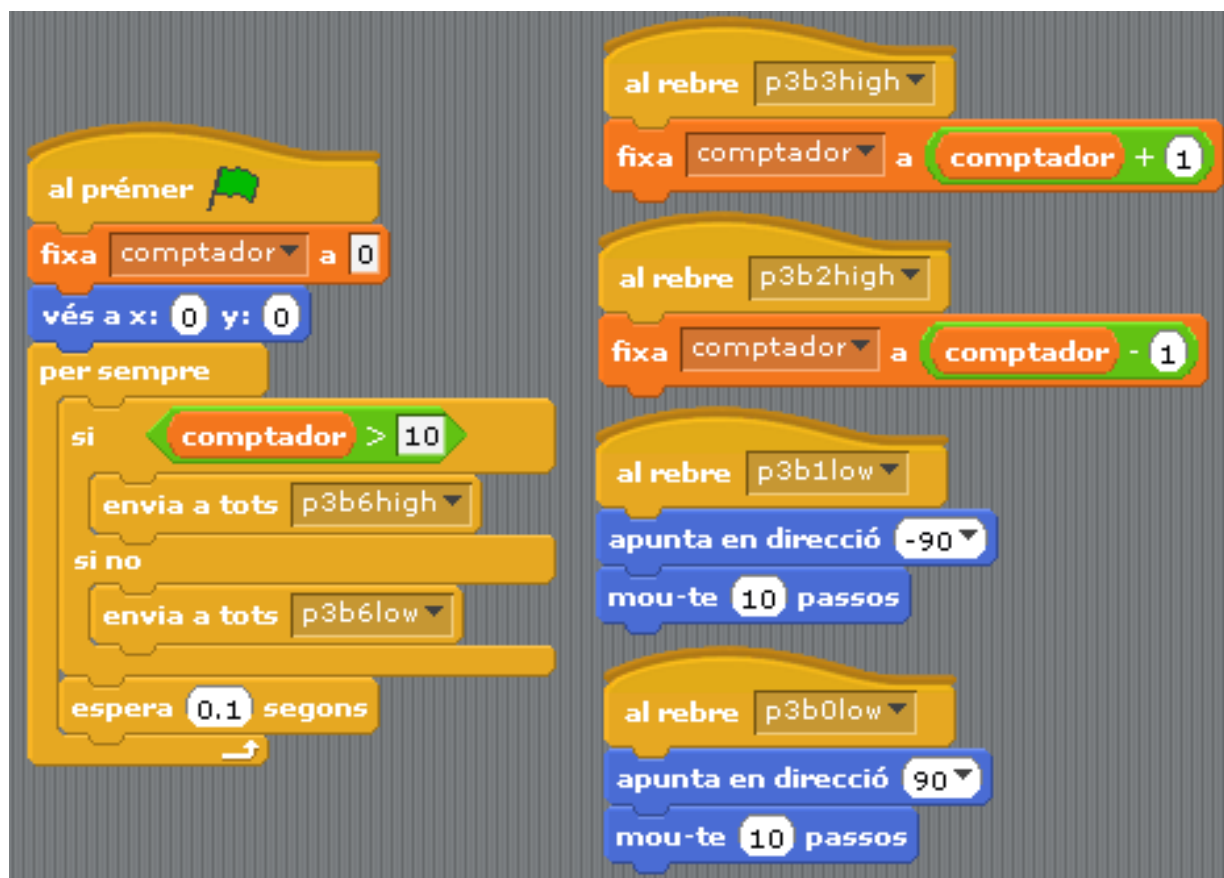 al prémer
fixa comptador a 0
vés a x: 0 y: 0
per sempre
si comptador > 10
envia a tots p3b6high
si no
envia a tots p3b6low
espera 0.1 segons
al rebre p3b3high
fixa comptador a comptador + 1
al rebre p3b2high
fixa comptador a comptador - 1
al rebre p3b1low
apunta en direcció -90
mou-te 10 passos
al rebre p3b0low
apunta en direcció 90
mou-te 10 passos